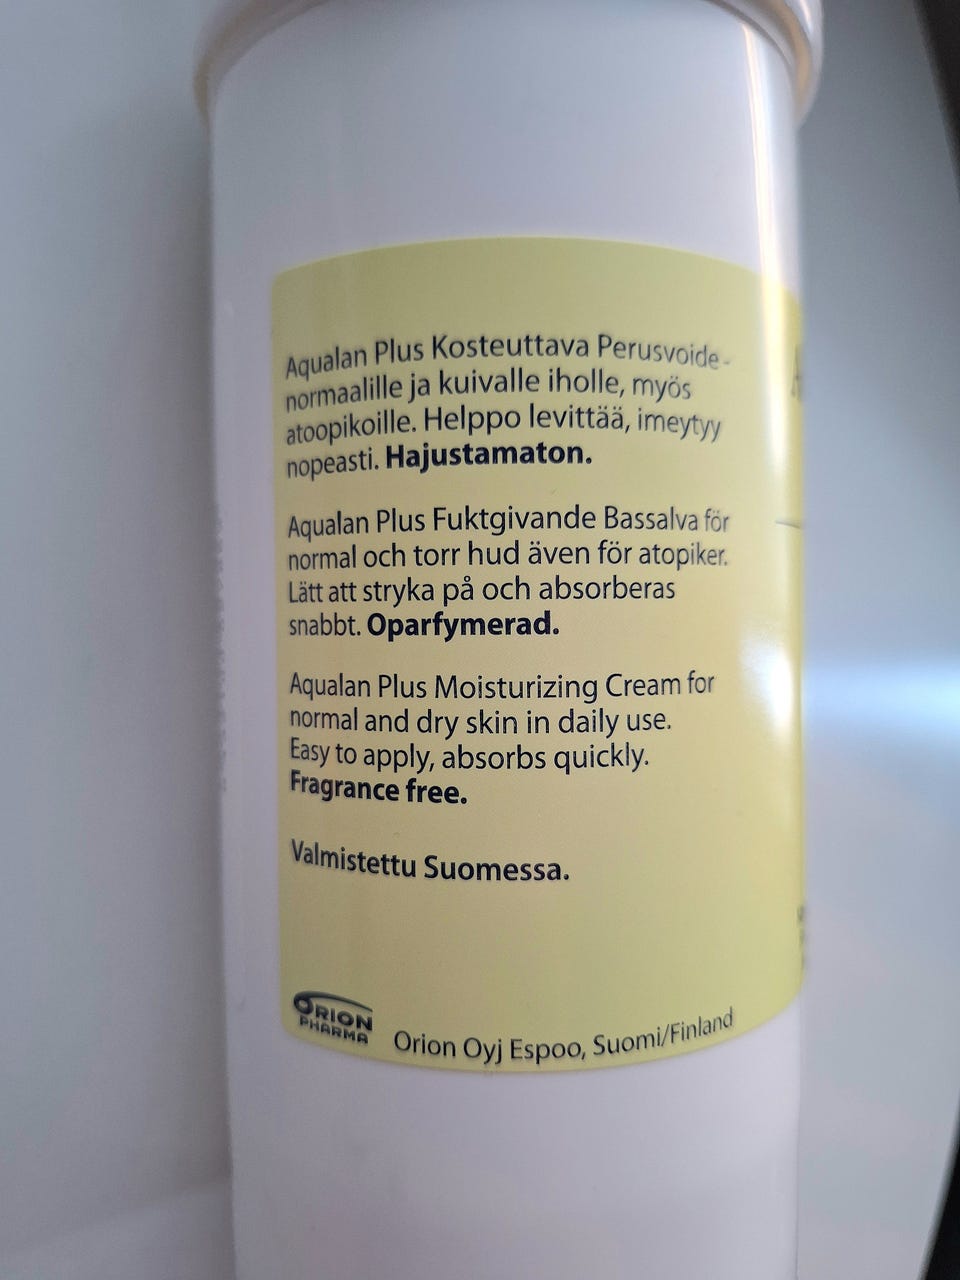 Aqualan Plus Kosteuttava Perusvoide -
normaalille ja kuivalle iholle, myös
atoopikoille. Helppo levittää, imeytyy
nopeasti. Hajustamaton.
Aqualan Plus Fuktgivande Bassalva för
normal och torr hud även för atopiker.
Lätt att stryka på och absorberas
snabbt. Oparfymerad.
Aqualan Plus Moisturizing Cream for
normal and dry skin in daily use.
Easy to apply, absorbs quickly.
Fragrance free.
Valmistettu Suomessa.
ORION
PHARMA
Orion Oyj Espoo, Suomi/Finland